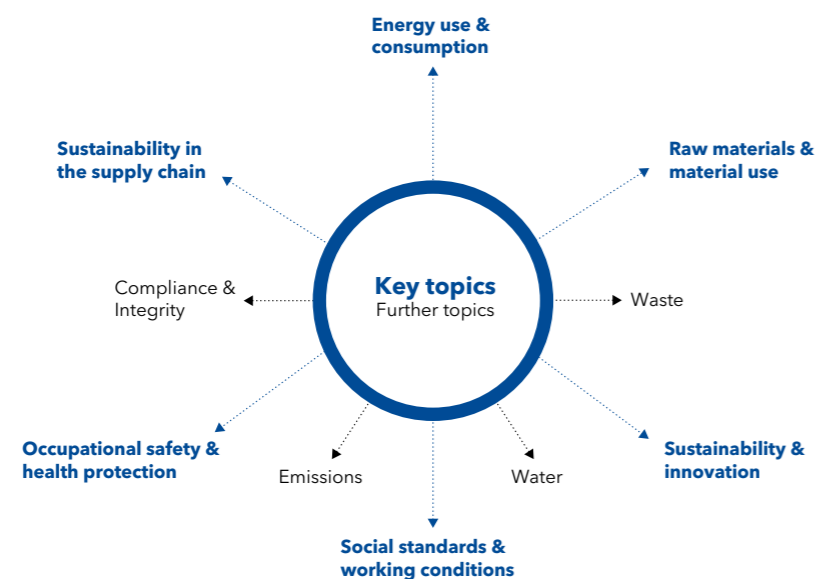 Energy use &
consumption
Sustainability in
the supply chain
Raw materials &
material use
Key topics
Further topics
Compliance &
Integrity
Waste
Occupational safety &
health protection
Emissions
Water
Sustainability &
innovation
Social standards &
working conditions